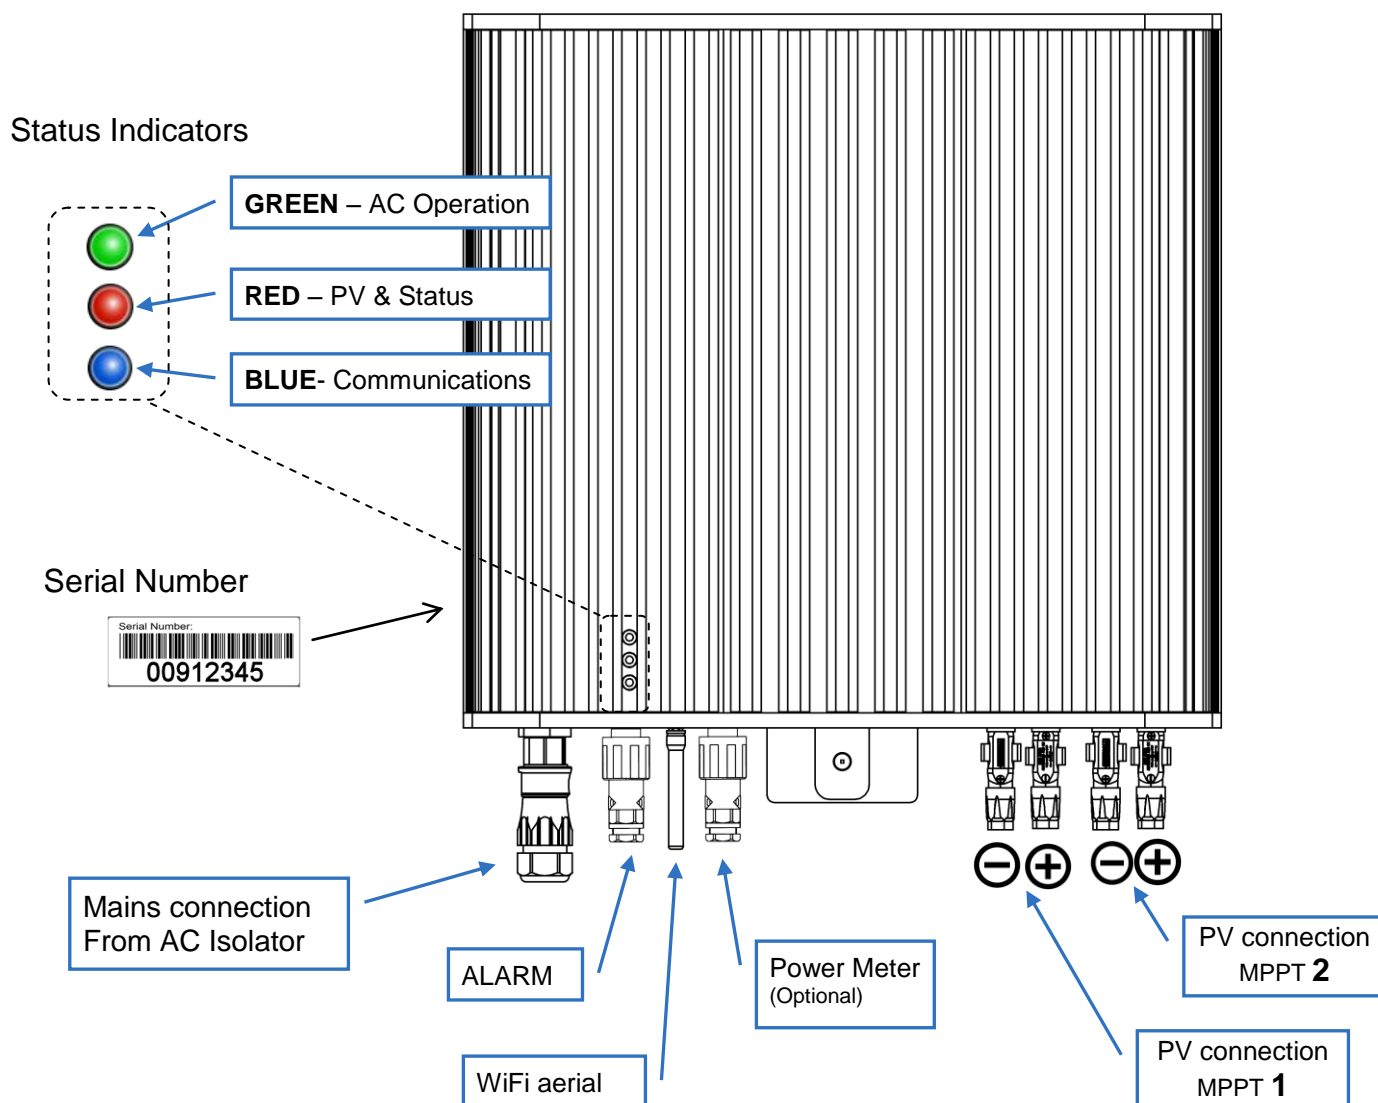 Status Indicators
GREEN – AC Operation
RED – PV & Status
BLUE- Communications
Serial Number
Serial Number:
00912345
Mains connection
From AC Isolator
ALARM
WiFi aerial
Power Meter
(Optional)
PV connection
MPPT 2
PV connection
MPPT 1